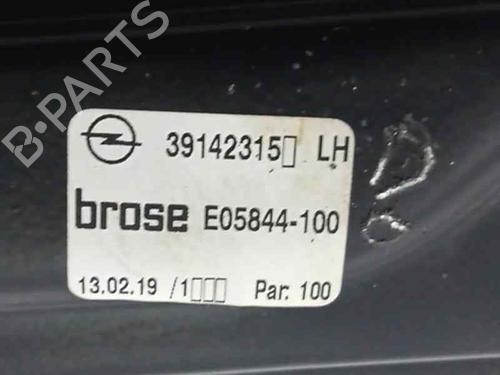 B-PARTS
39142315▯ LH
brose E05844-100
13.02.19 /1▯▯▯ Par: 100